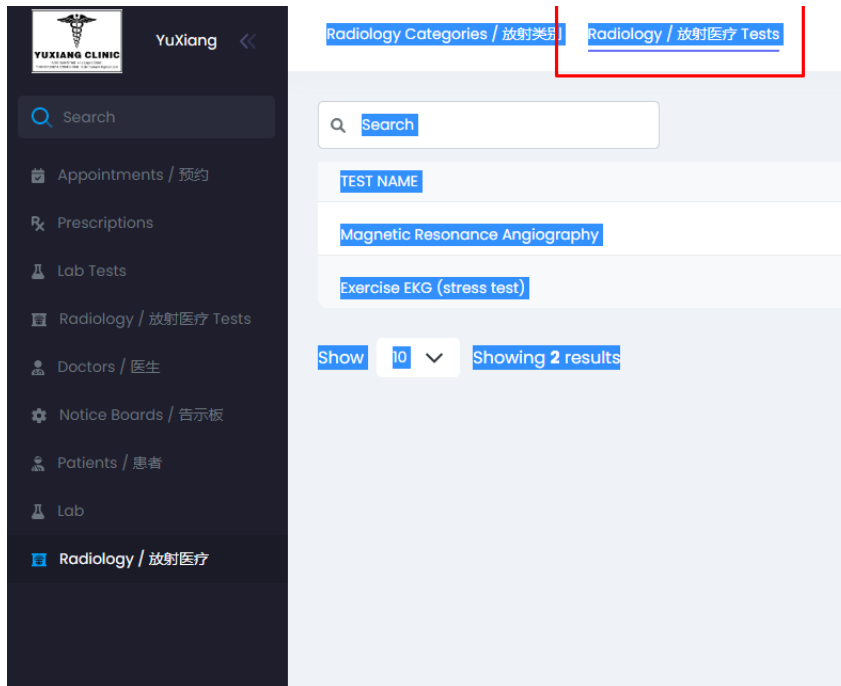 YUXIANG CLINIC
YuXiang
Search
Appointments / 预约
Prescriptions
Lab Tests
Radiology / 放射医疗 Tests
Doctors / 医生
Notice Boards / 告示板
Patients / 患者
Lab
Radiology / 放射医疗
Radiology Categories / 放射类别
Radiology / 放射医疗 Tests
Search
TEST NAME
Magnetic Resonance Angiography
Exercise EKG (stress test)
Show 10 Showing 2 results